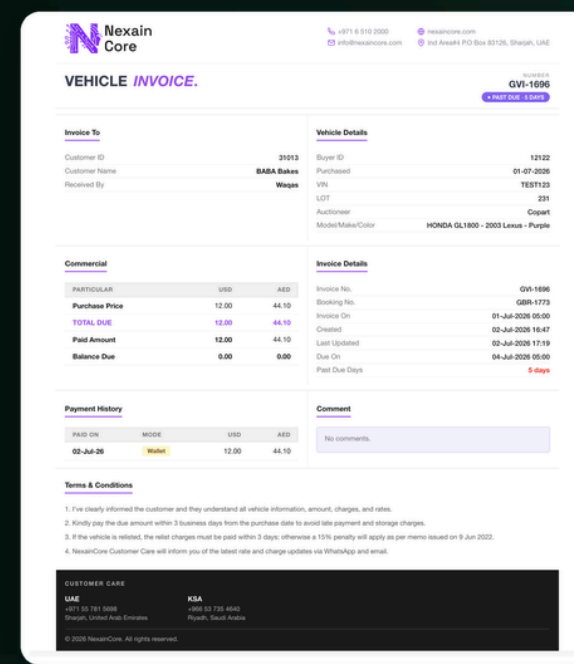 Nexain
Core
+971 6 510 2000
nexaincore.com
info@nexaincore.com
Ind Area#4 P.O Box 83126, Sharjah, UAE
VEHICLE INVOICE.
NUMBER
GVI-1696
• PAST DUE · 5 DAYS
Invoice To
Customer ID 31013
Customer Name BABA Bakes
Received By Waqas
Vehicle Details
Buyer ID 12122
Purchased 01-07-2026
VIN TEST123
LOT 231
Auctioneer Copart
Model/Make/Color HONDA GL1800 - 2003 Lexus - Purple
Commercial
PARTICULAR USD AED
Purchase Price 12.00 44.10
TOTAL DUE 12.00 44.10
Paid Amount 12.00 44.10
Balance Due 0.00 0.00
Invoice Details
Invoice No. GVI-1696
Booking No. GBR-1773
Invoice On 01-Jul-2026 05:00
Created 02-Jul-2026 16:47
Last Updated 02-Jul-2026 17:19
Due On 04-Jul-2026 05:00
Past Due Days 5 days
Payment History
PAID ON MODE USD AED
02-Jul-26 Wallet 12.00 44.10
Comment
No comments.
Terms & Conditions
1. I've clearly informed the customer and they understand all vehicle information, amount, charges, and rates.
2. Kindly pay the due amount within 3 business days from the purchase date to avoid late payment and storage charges.
3. If the vehicle is relisted, the relist charges must be paid within 3 days; otherwise a 15% penalty will apply as per memo issued on 9 Jun 2022.
4. NexainCore Customer Care will inform you of the latest rate and charge updates via WhatsApp and email.
CUSTOMER CARE
UAE
+971 55 781 5698
Sharjah, United Arab Emirates
KSA
+966 53 735 4640
Riyadh, Saudi Arabia
© 2026 NexainCore. All rights reserved.